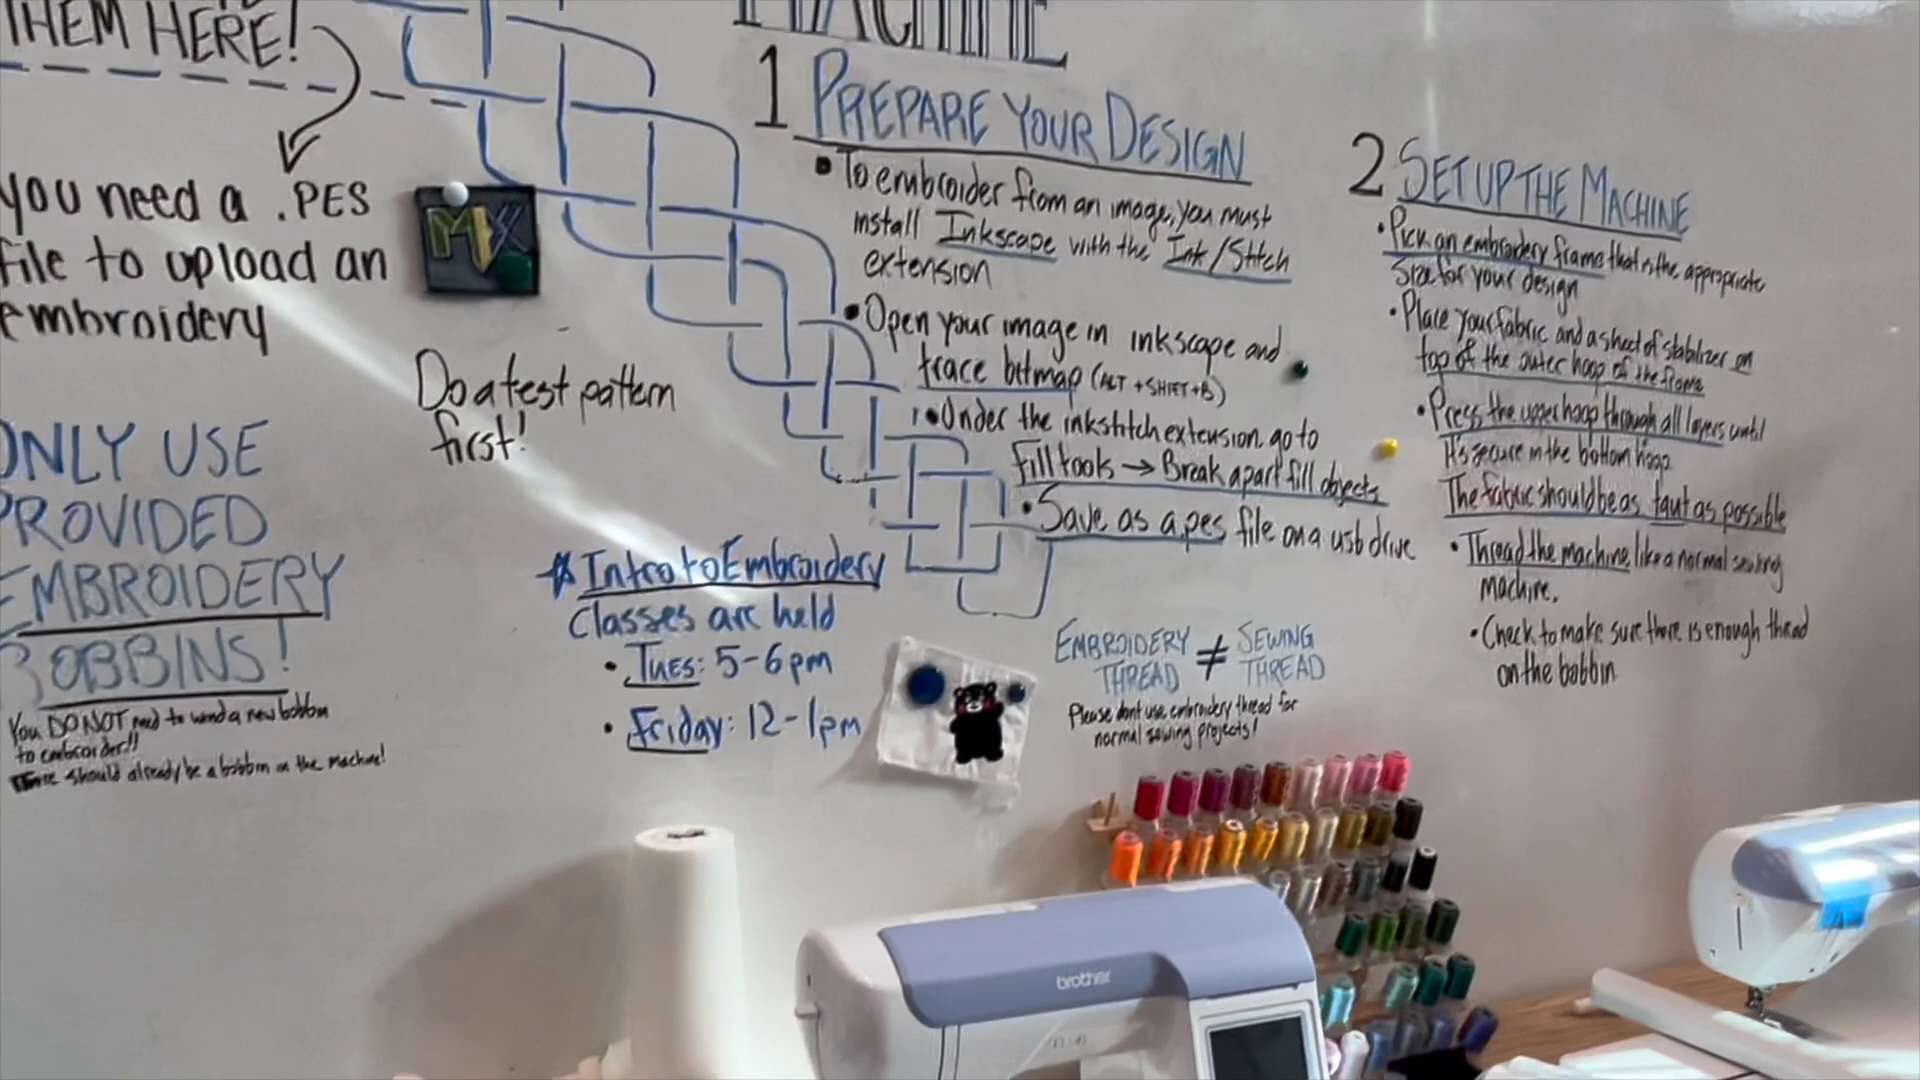 THEM HERE!
you need a .PES
file to upload an
embroidery
ONLY USE
PROVIDED
EMBROIDERY
BOBBINS!
You DO NOT need to wind a new bobbin
to embroider!!
There should already be a bobbin in the machine!
MX
Do a test pattern
first!
Intro to Embroidery
Classes are held
• Tues: 5-6pm
• Friday: 12-1pm
MACHINE
1 PREPARE YOUR DESIGN
• To embroider from an image, you must
install Inkscape with the Ink/Stitch
extension
• Open your image in inkscape and
trace bitmap (ALT + SHIFT + B)
• Under the inkstitch extension go to
Fill tools → Break apart fill objects
• Save as a .pes file on a usb drive
EMBROIDERY THREAD ≠ SEWING THREAD
Please dont use embroidery thread for
normal sewing projects!
2 SET UP THE MACHINE
• Pick an embroidery frame that is the appropriate
size for your design
• Place your fabric and a sheet of stabilizer on
top of the outer hoop of the frame
• Press the upper hoop through all layers until
it's secure in the bottom hoop
The fabric should be as taut as possible
• Thread the machine like a normal sewing
machine.
• Check to make sure there is enough thread
on the bobbin
brother